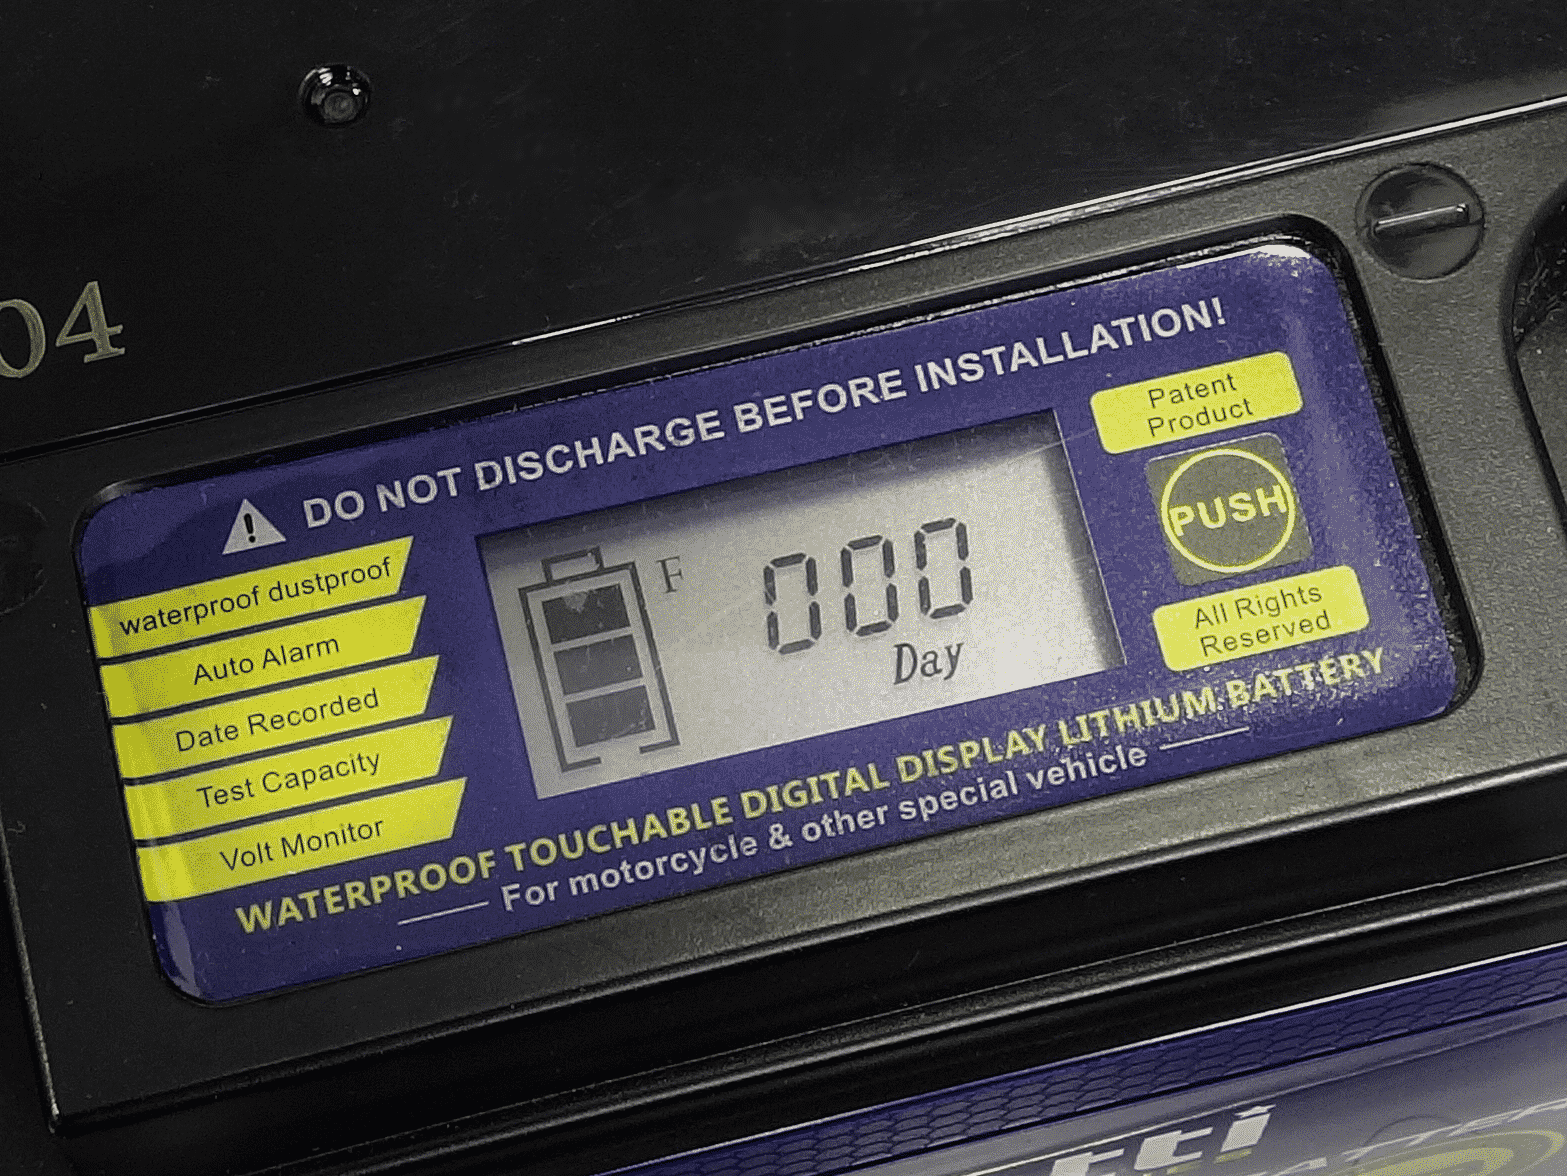 04
DO NOT DISCHARGE BEFORE INSTALLATION!
waterproof dustproof
Auto Alarm
Date Recorded
Test Capacity
Volt Monitor
F
000
Day
Patent
Product
PUSH
All Rights
Reserved
WATERPROOF TOUCHABLE DIGITAL DISPLAY LITHIUM BATTERY
For motorcycle & other special vehicle